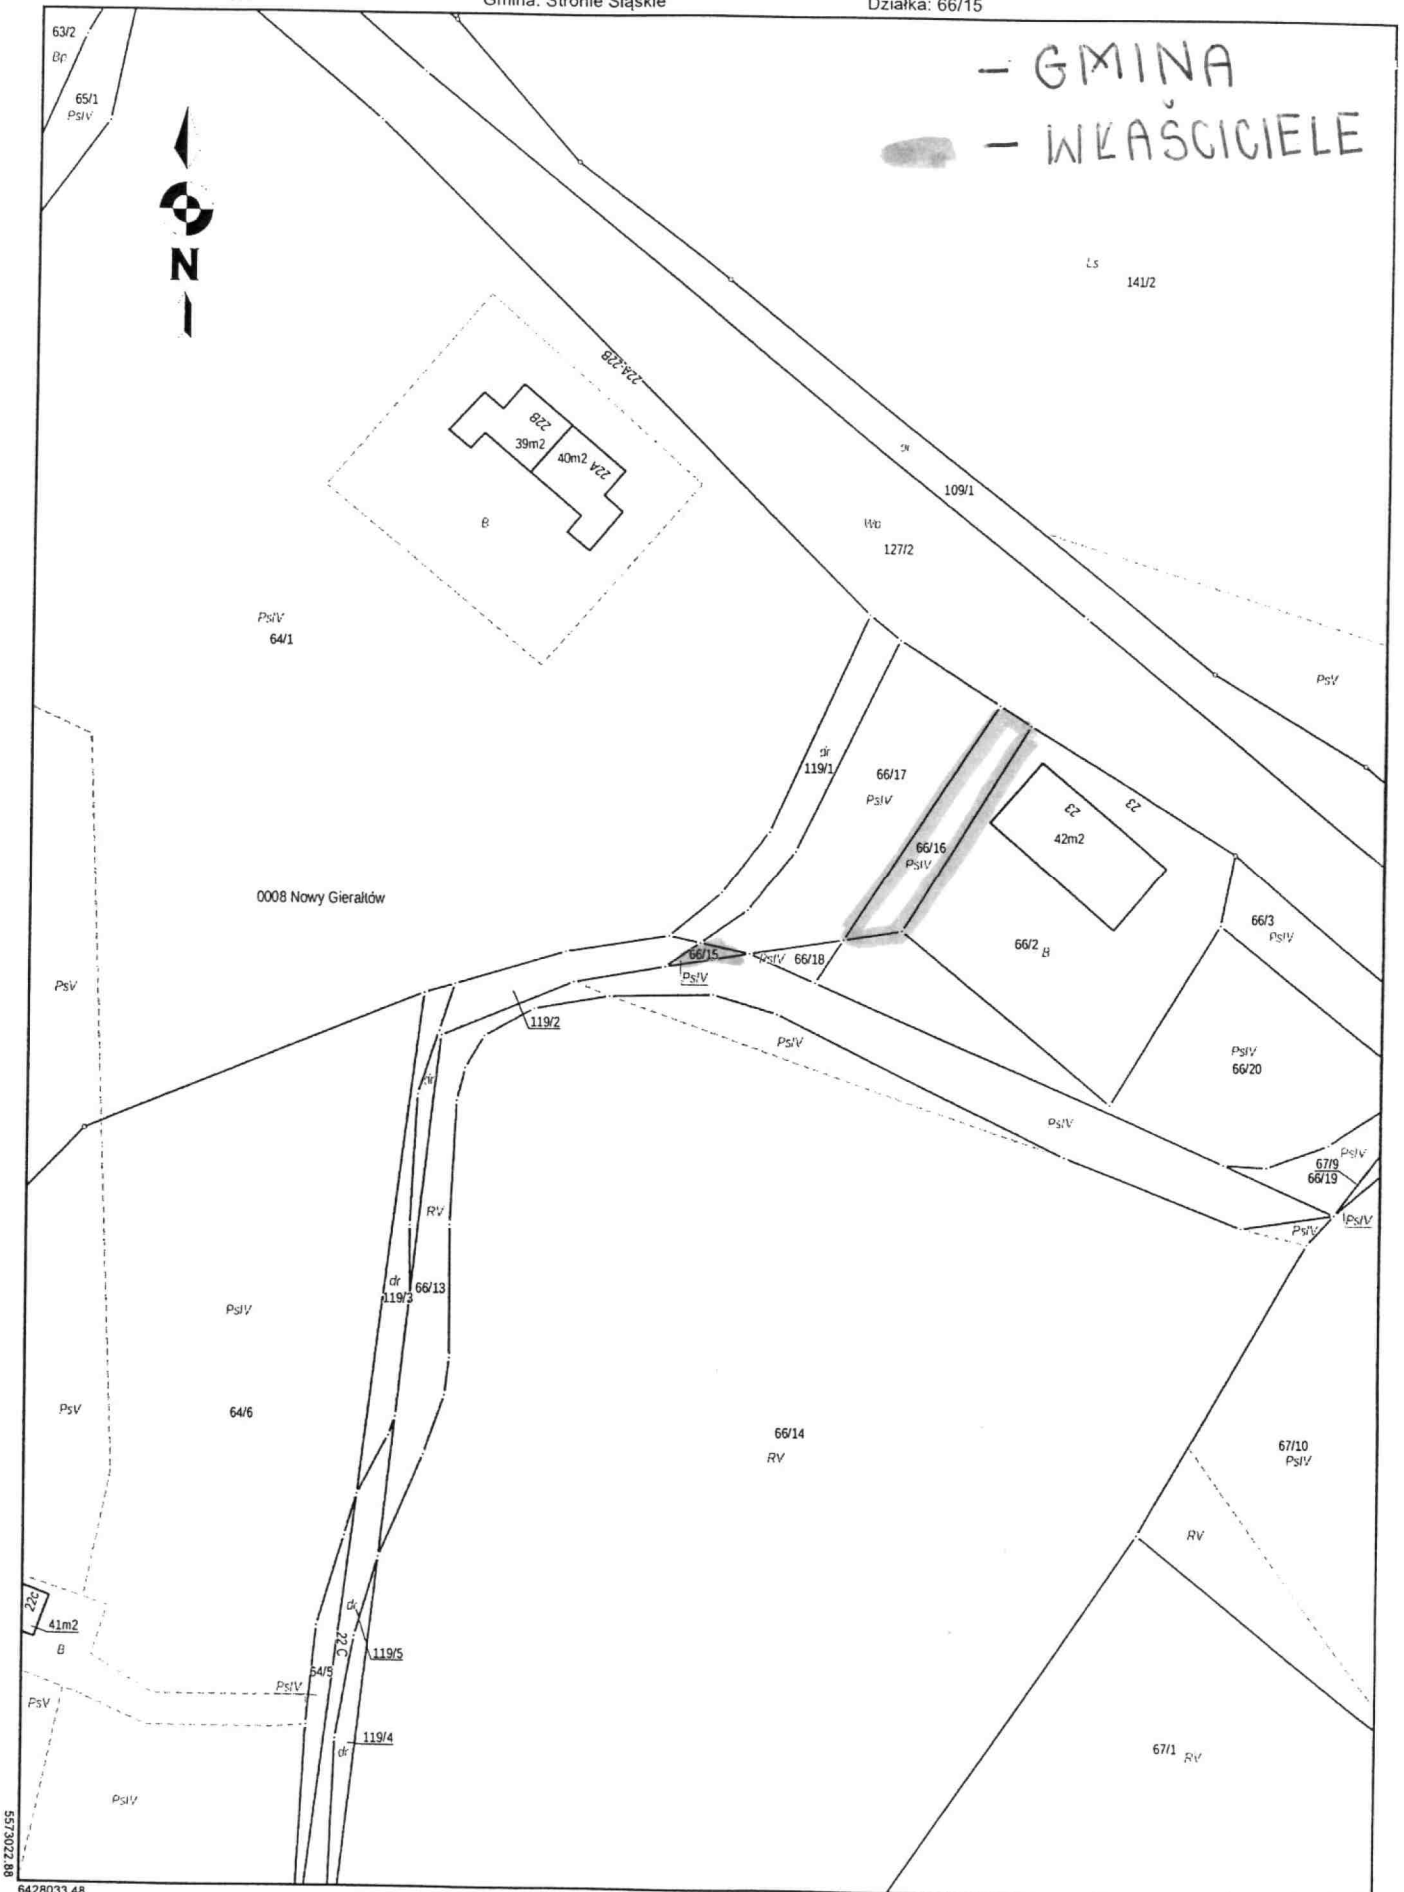 Gmina: Stronie Śląskie
Działka: 66/15
- GMINA
- WŁAŚCICIELE
63/2
Bp
65/1
PsIV
N
Ls
141/2
22A-22B
22B
39m2
40m2
22A
B
dr
109/1
Wp
127/2
PsIV
64/1
PsV
dr
119/1
66/17
PsIV
66/16
PsIV
23
23
42m2
0008 Nowy Gierałtów
66/2 B
66/3
PsIV
66/15
PsIV
PsIV
66/18
PsV
119/2
PsIV
PsIV
66/20
dr
PsIV
PsIV
67/9
66/19
PsIV
PsIV
RV
dr
119/3
66/13
PsIV
PsV
64/6
66/14
RV
67/10
PsIV
RV
22c
41m2
B
dr
22 C
119/5
64/5
PsIV
PsV
119/4
dr
67/1 RV
PsIV
5573022.88
6428033.48